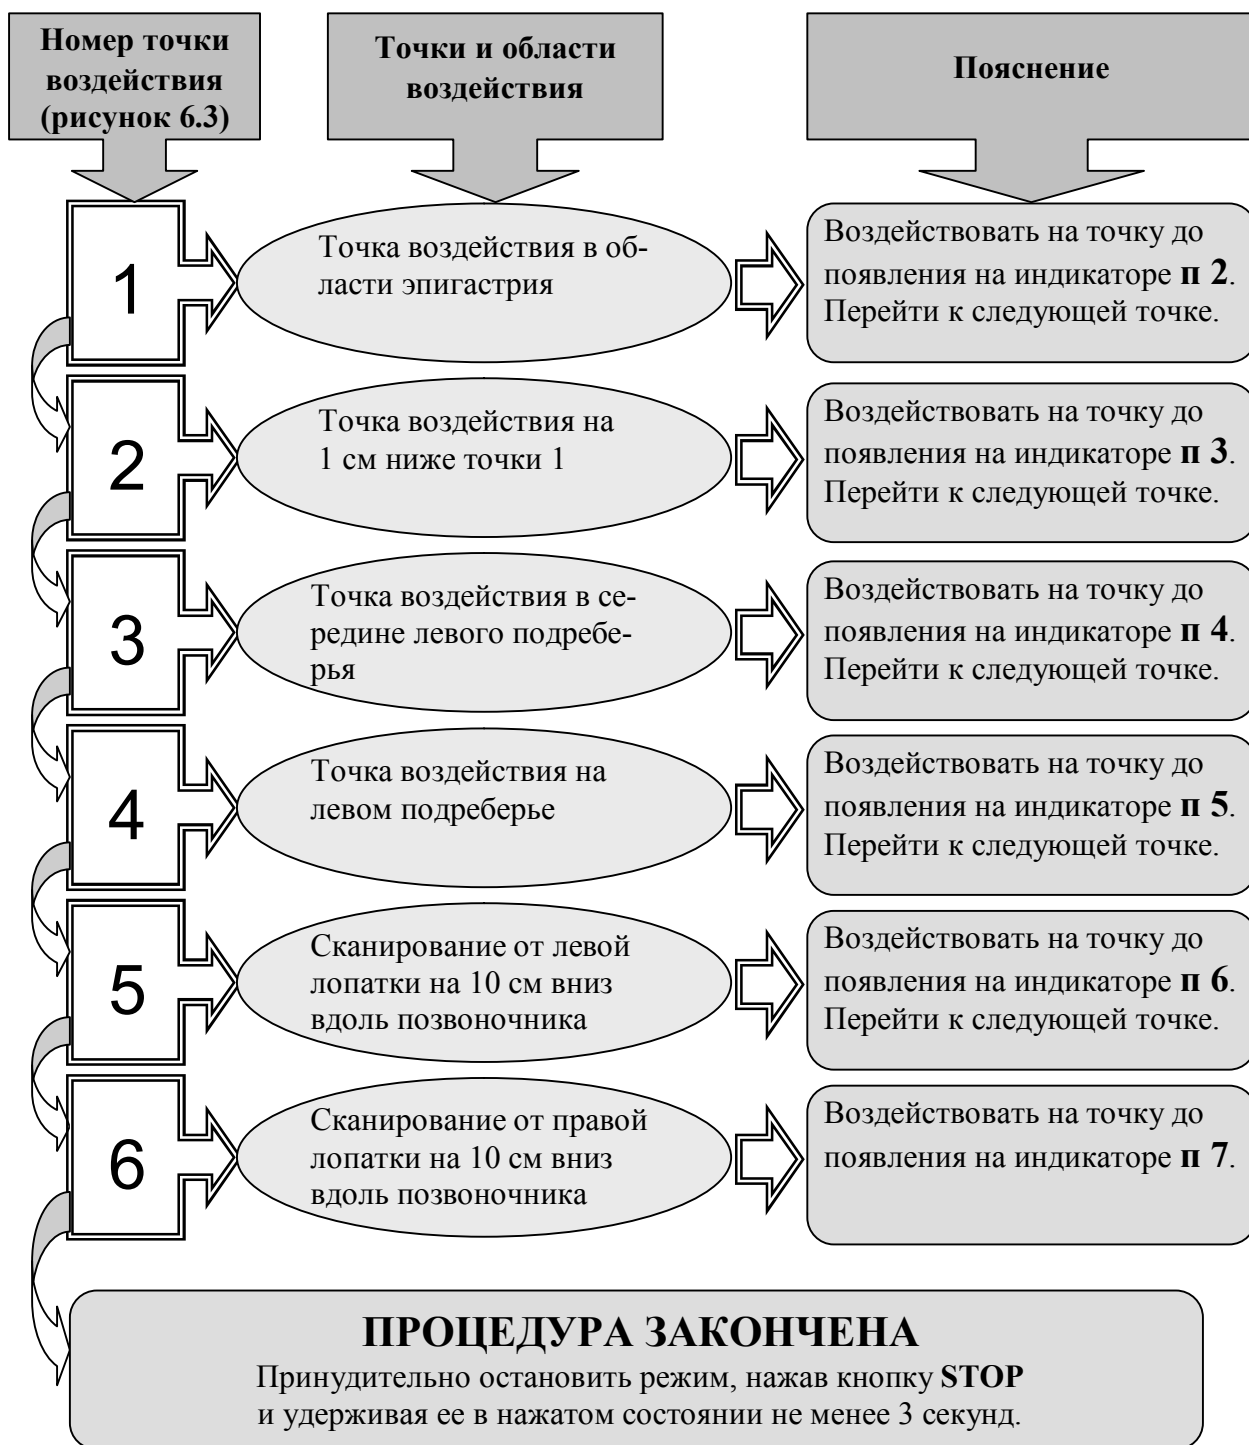 Номер точки
воздействия
(рисунок 6.3)
Точки и области
воздействия
Пояснение
1
Точка воздействия в об-
ласти эпигастрия
Воздействовать на точку до
появления на индикаторе п 2.
Перейти к следующей точке.
2
Точка воздействия на
1 см ниже точки 1
Воздействовать на точку до
появления на индикаторе п 3.
Перейти к следующей точке.
3
Точка воздействия в се-
редине левого подребе-
рья
Воздействовать на точку до
появления на индикаторе п 4.
Перейти к следующей точке.
4
Точка воздействия на
левом подреберье
Воздействовать на точку до
появления на индикаторе п 5.
Перейти к следующей точке.
5
Сканирование от левой
лопатки на 10 см вниз
вдоль позвоночника
Воздействовать на точку до
появления на индикаторе п 6.
Перейти к следующей точке.
6
Сканирование от правой
лопатки на 10 см вниз
вдоль позвоночника
Воздействовать на точку до
появления на индикаторе п 7.
ПРОЦЕДУРА ЗАКОНЧЕНА
Принудительно остановить режим, нажав кнопку STOP
и удерживая ее в нажатом состоянии не менее 3 секунд.